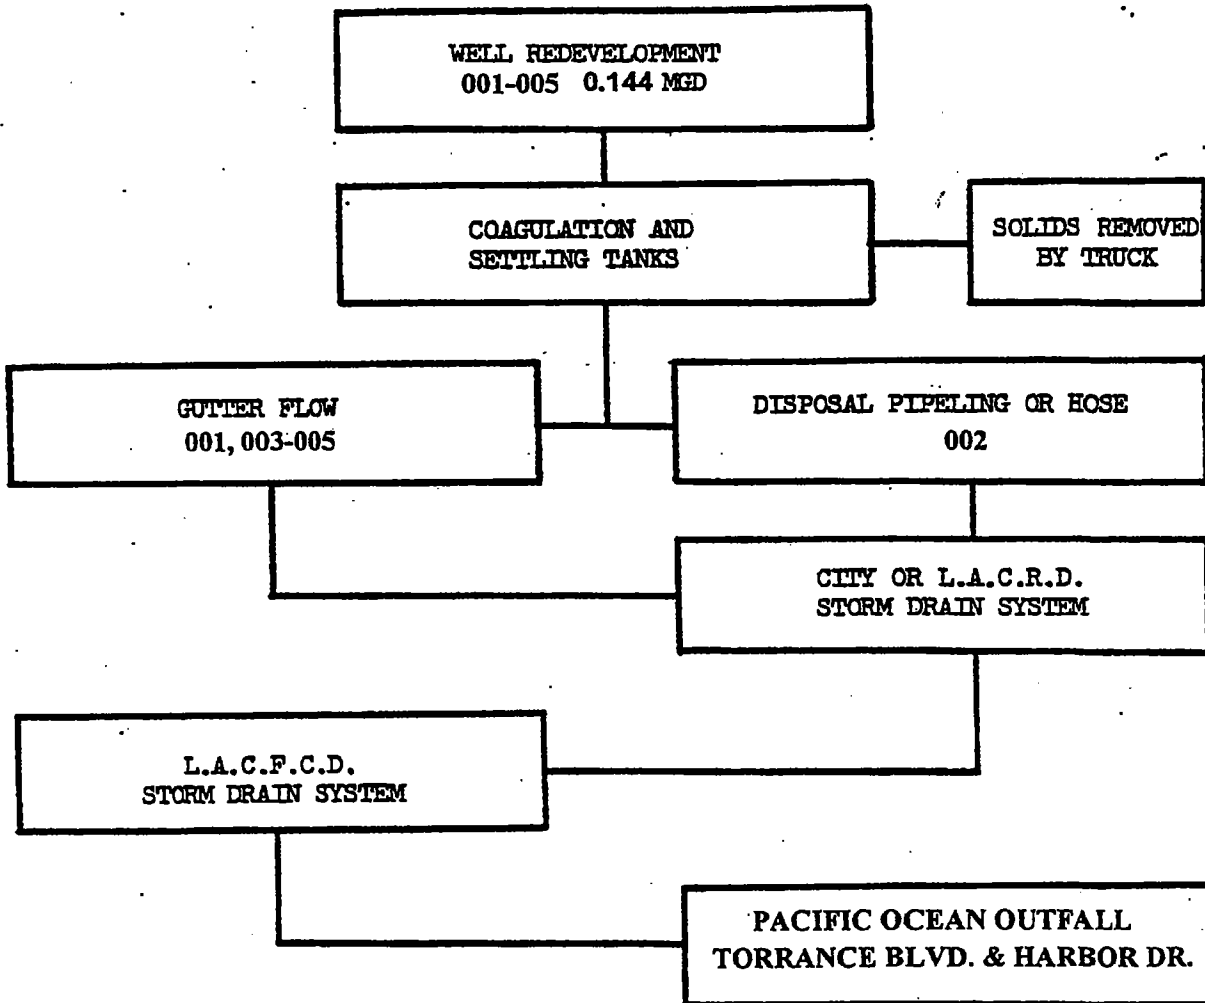 WELL REDEVELOPMENT
001-005 0.144 MGD
COAGULATION AND
SETTLING TANKS
SOLIDS REMOVED
BY TRUCK
GUTTER FLOW
001, 003-005
DISPOSAL PIPELING OR HOSE
002
CITY OR L.A.C.R.D.
STORM DRAIN SYSTEM
L.A.C.F.C.D.
STORM DRAIN SYSTEM
PACIFIC OCEAN OUTFALL
TORRANCE BLVD. & HARBOR DR.